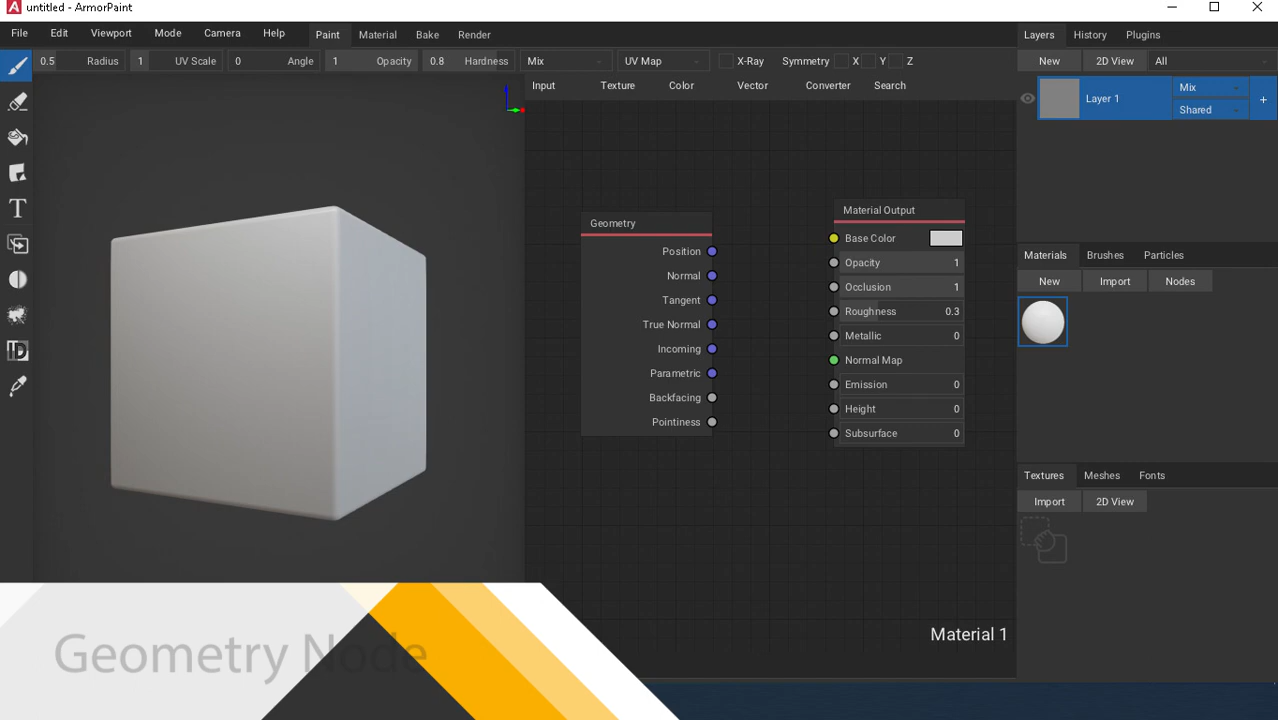 untitled - ArmorPaint
File Edit Viewport Mode Camera Help Paint Material Bake Render
Layers History Plugins
0.5 Radius 1 UV Scale 0 Angle 1 Opacity 0.8 Hardness Mix UV Map X-Ray Symmetry X Y Z
New 2D View All
Input Texture Color Vector Converter Search
Layer 1 Mix
Shared
+
Geometry
Position
Normal
Tangent
True Normal
Incoming
Parametric
Backfacing
Pointiness
Material Output
Base Color
Opacity 1
Occlusion 1
Roughness 0.3
Metallic 0
Normal Map
Emission 0
Height 0
Subsurface 0
Materials Brushes Particles
New Import Nodes
Textures Meshes Fonts
Import 2D View
Material 1
Geometry Node